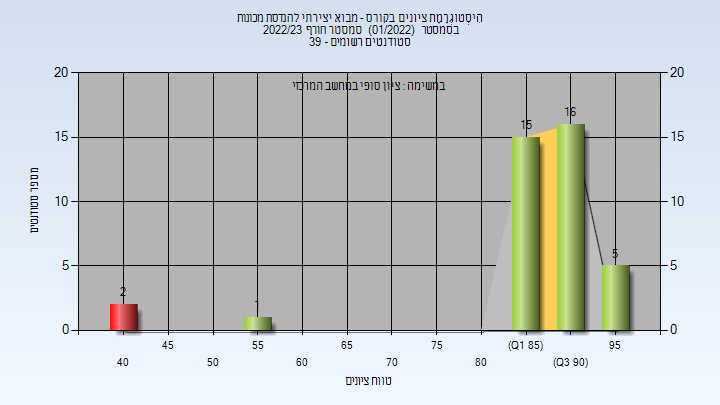 היסטוגרמת ציונים בקורס - מבוא יצירתי להנדסת מכונות
בסמסטר (01/2022) סמסטר חורף 2022/23
סטודנטים רשומים - 39
במשימה : ציון סופי במחשב המרכזי
20 20
15 15
10 10
5 5
0 0
2 1 15 16 5
מספר סטודנטים
45 55 65 75 (Q1 85) 95
40 50 60 70 80 (Q3 90)
טווח ציונים